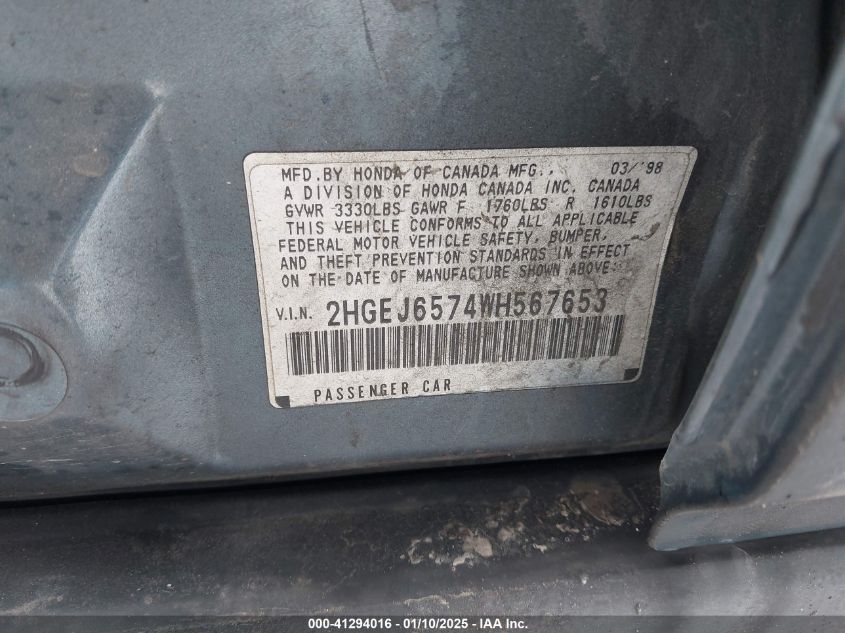 MFD.BY HONDA OF CANADA MFG., 03/'98
A DIVISION OF HONDA CANADA INC. CANADA
GVWR 3330LBS GAWR F 1760LBS R 1610LBS
THIS VEHICLE CONFORMS TO ALL APPLICABLE
FEDERAL MOTOR VEHICLE SAFETY, BUMPER,
AND THEFT PREVENTION STANDARDS IN EFFECT
ON THE DATE OF MANUFACTURE SHOWN ABOVE.
V.I.N. 2HGEJ6574WH567653
PASSENGER CAR
000-41294016 - 01/10/2025 - IAAI.com